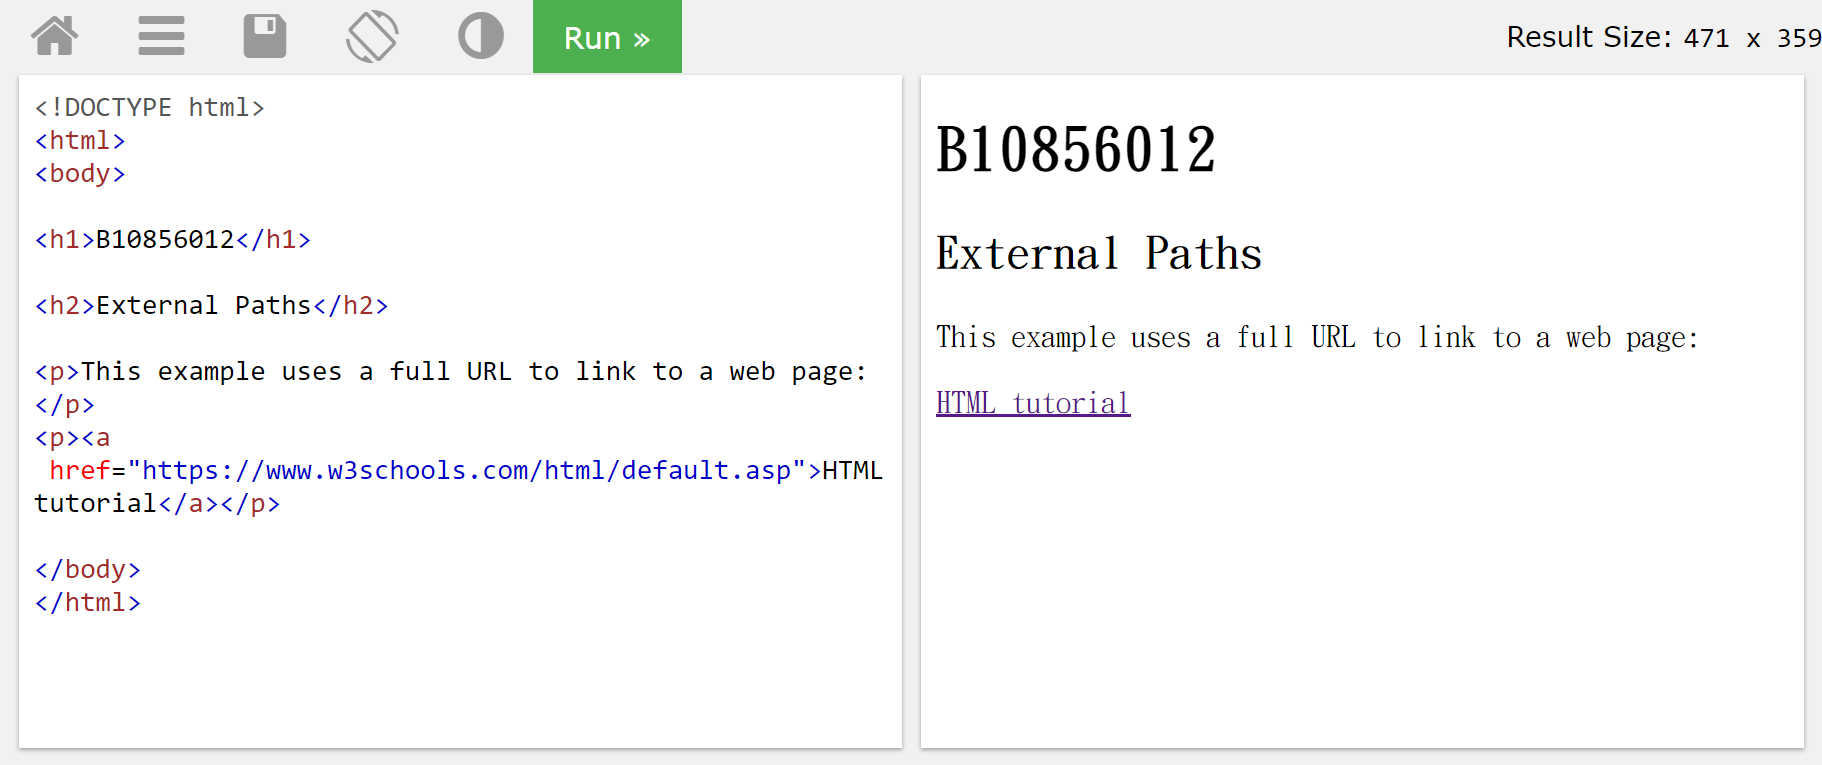 Run »
Result Size: 471 x 359
<!DOCTYPE html>
<html>
<body>
<h1>B10856012</h1>
<h2>External Paths</h2>
<p>This example uses a full URL to link to a web page:
</p>
<p><a
href="https://www.w3schools.com/html/default.asp">HTML
tutorial</a></p>
</body>
</html>
B10856012
External Paths
This example uses a full URL to link to a web page:
HTML tutorial